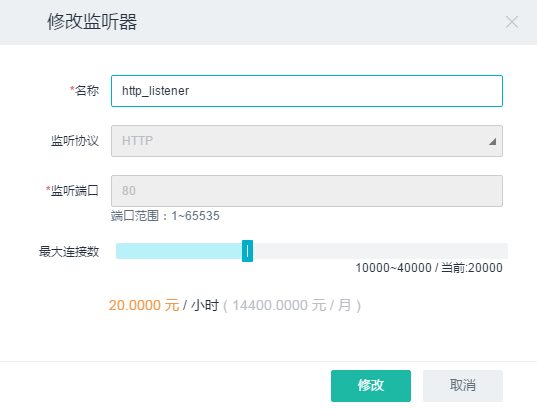 修改监听器
*名称
http_listener
监听协议
HTTP
*监听端口
80
端口范围：1~65535
最大连接数
10000~40000 / 当前:20000
20.0000 元 / 小时 ( 14400.0000 元 / 月 )
修改
取消